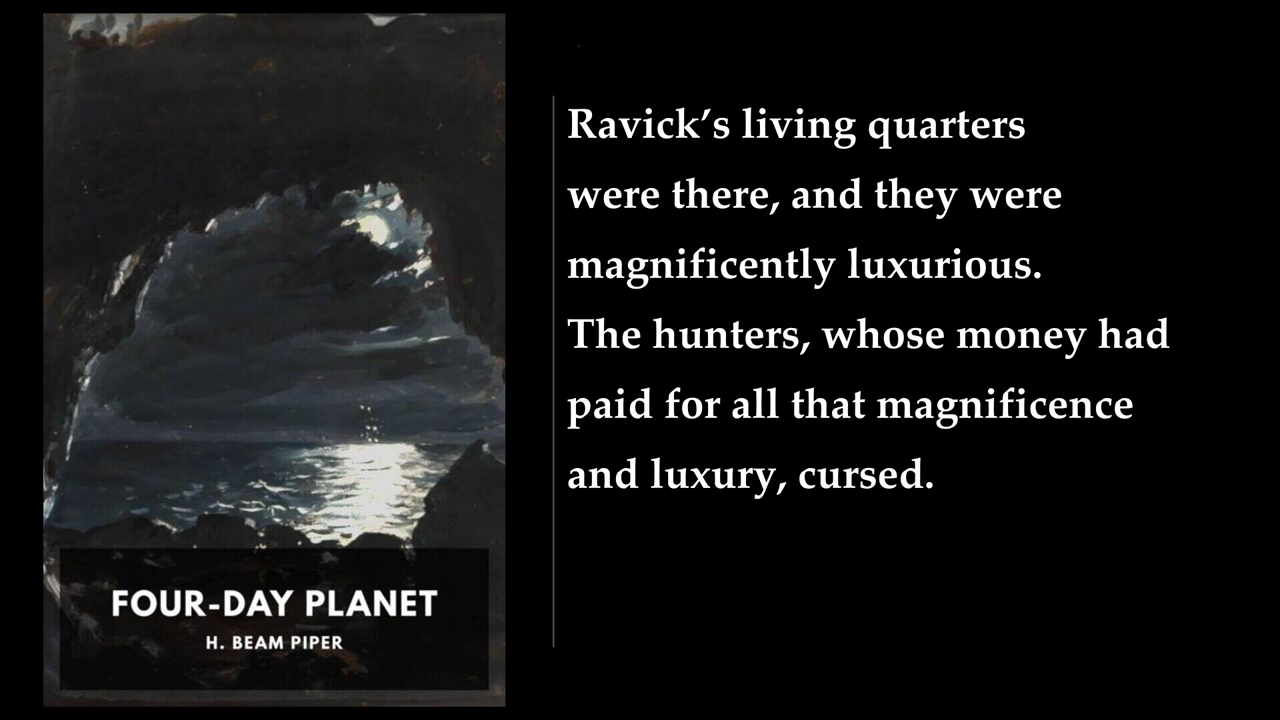 Ravick’s living quarters
were there, and they were
magnificently luxurious.
The hunters, whose money had
paid for all that magnificence
and luxury, cursed.
FOUR-DAY PLANET
H. BEAM PIPER